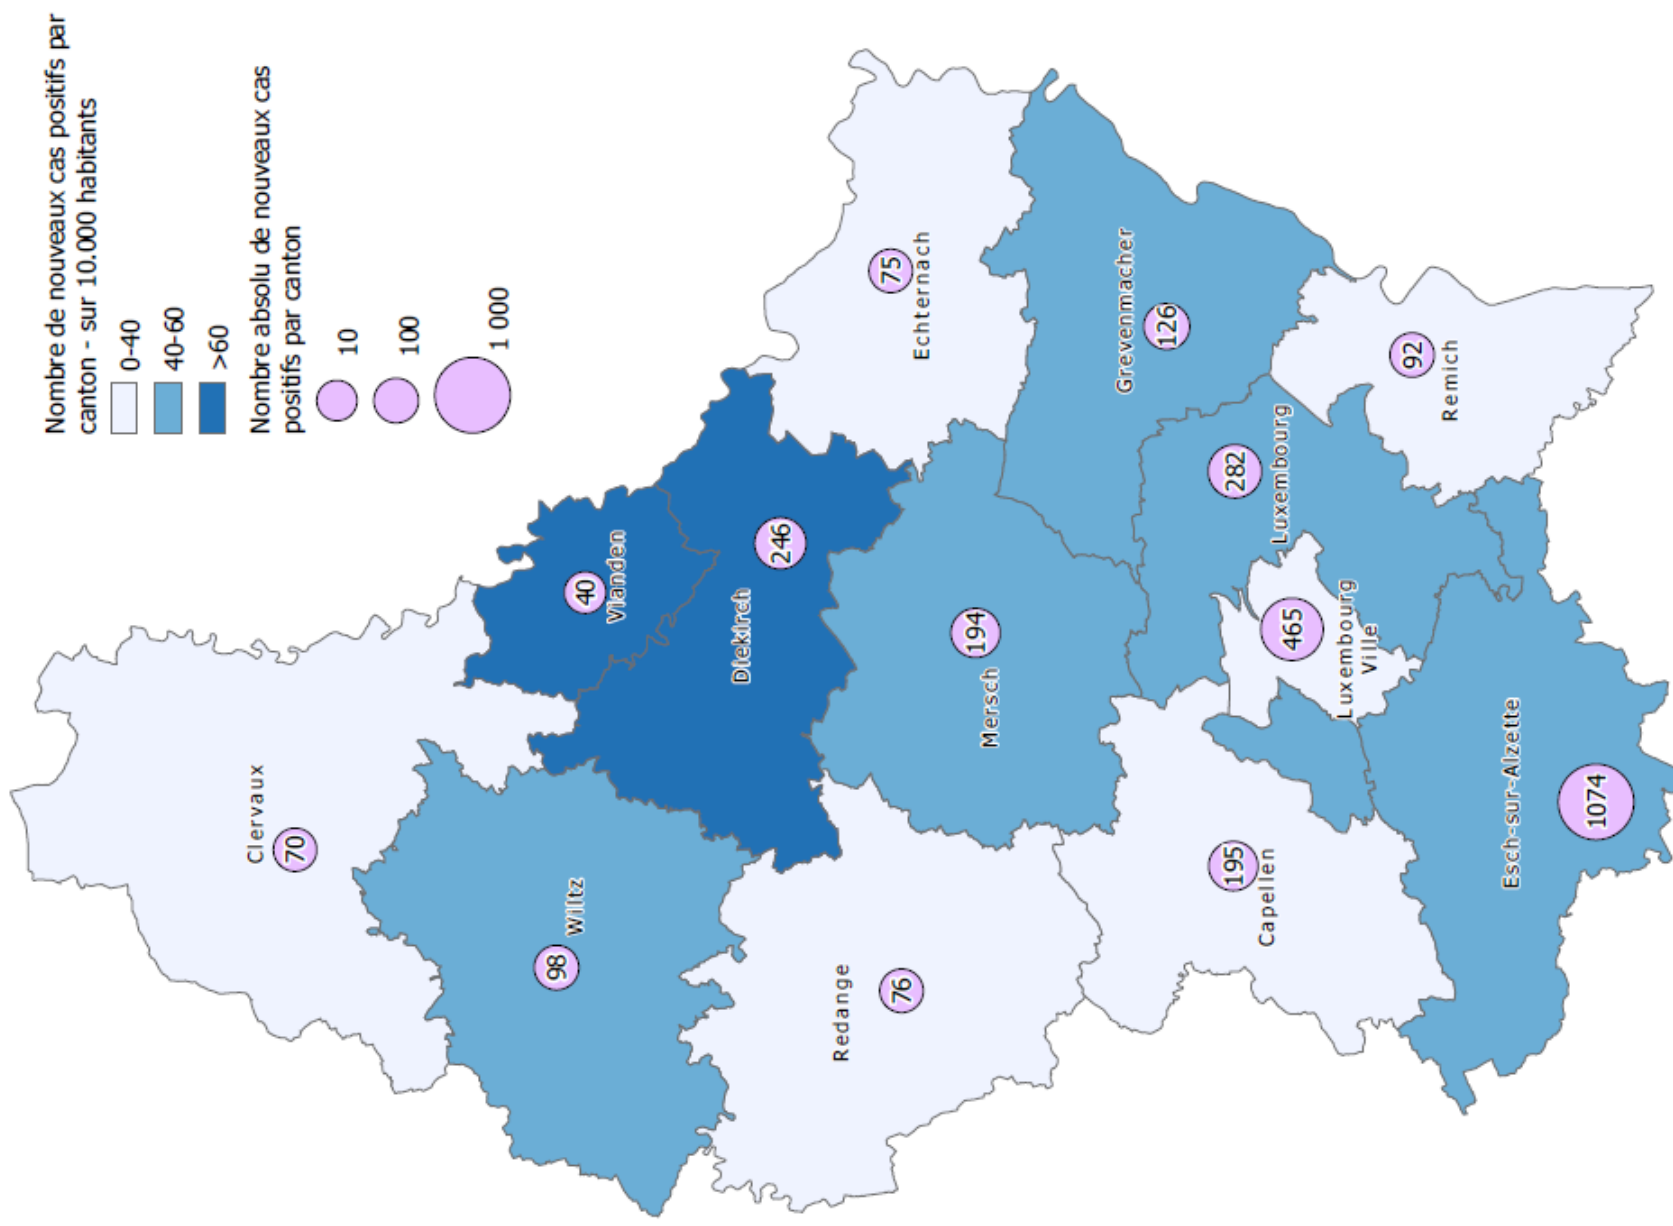 Nombre de nouveaux cas positifs par
canton - sur 10.000 habitants
0-40
40-60
>60
Nombre absolu de nouveaux cas
positifs par canton
10
100
1 000
Clervaux
70
Wiltz
98
Vianden
40
Diekirch
246
Redange
76
Mersch
194
Echternach
75
Grevenmacher
126
Capellen
195
Luxembourg
282
Luxembourg
Ville
465
Remich
92
Esch-sur-Alzette
1074